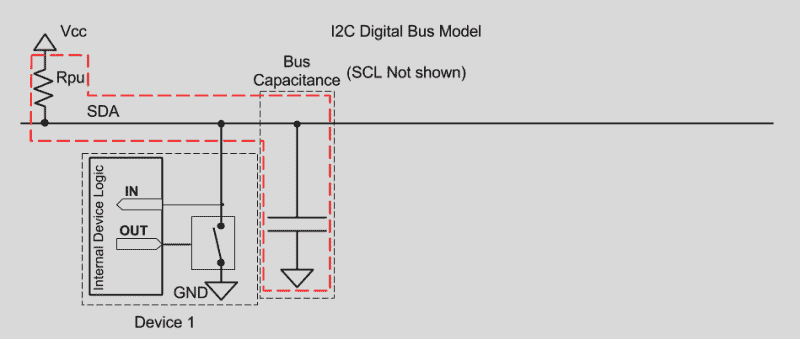 Vcc
I2C Digital Bus Model
Rpu
Bus
Capacitance
(SCL Not shown)
SDA
Internal Device Logic
IN
OUT
GND
Device 1